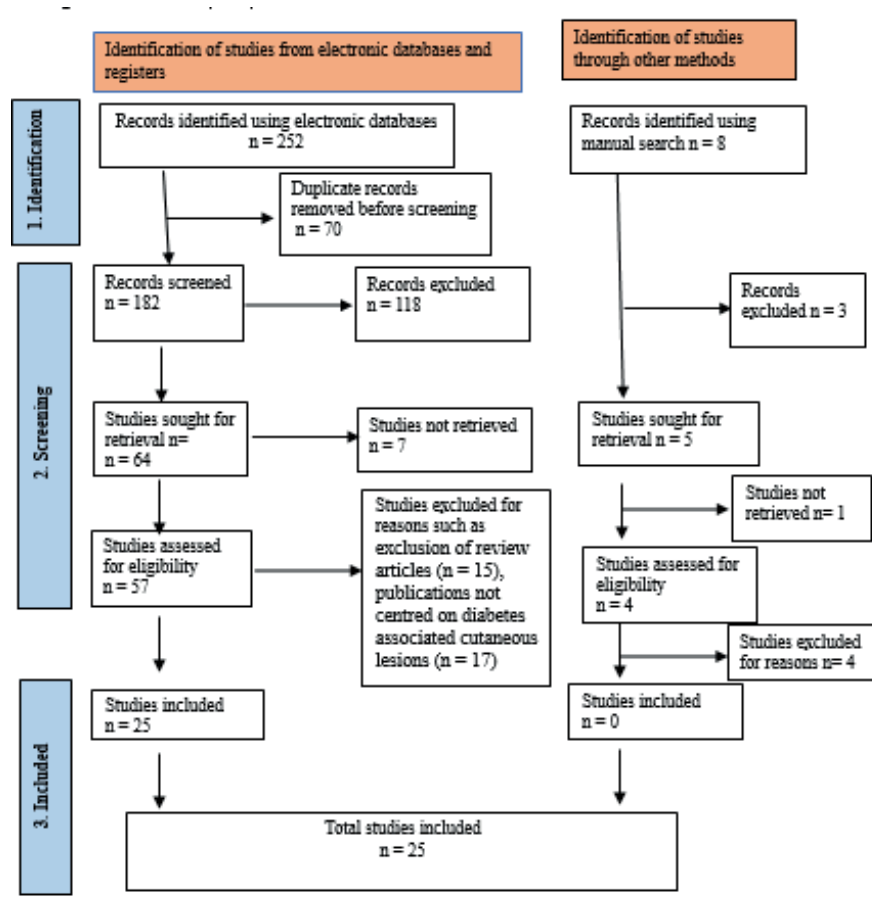 Identification of studies from electronic databases and
registers
Identification of studies
through other methods
1. Identification
Records identified using electronic databases
n = 252
Records identified using
manual search n = 8
Duplicate records
removed before screening
n = 70
2. Screening
Records screened
n = 182
Records excluded
n = 118
Records
excluded n = 3
Studies sought for
retrieval n=
n = 64
Studies not retrieved
n = 7
Studies sought for
retrieval n = 5
Studies not
retrieved n= 1
Studies assessed
for eligibility
n = 57
Studies excluded for
reasons such as
exclusion of review
articles (n = 15),
publications not
centred on diabetes
associated cutaneous
lesions (n = 17)
Studies assessed for
eligibility
n = 4
Studies excluded
for reasons n= 4
3. Included
Studies included
n = 25
Studies included
n = 0
Total studies included
n = 25